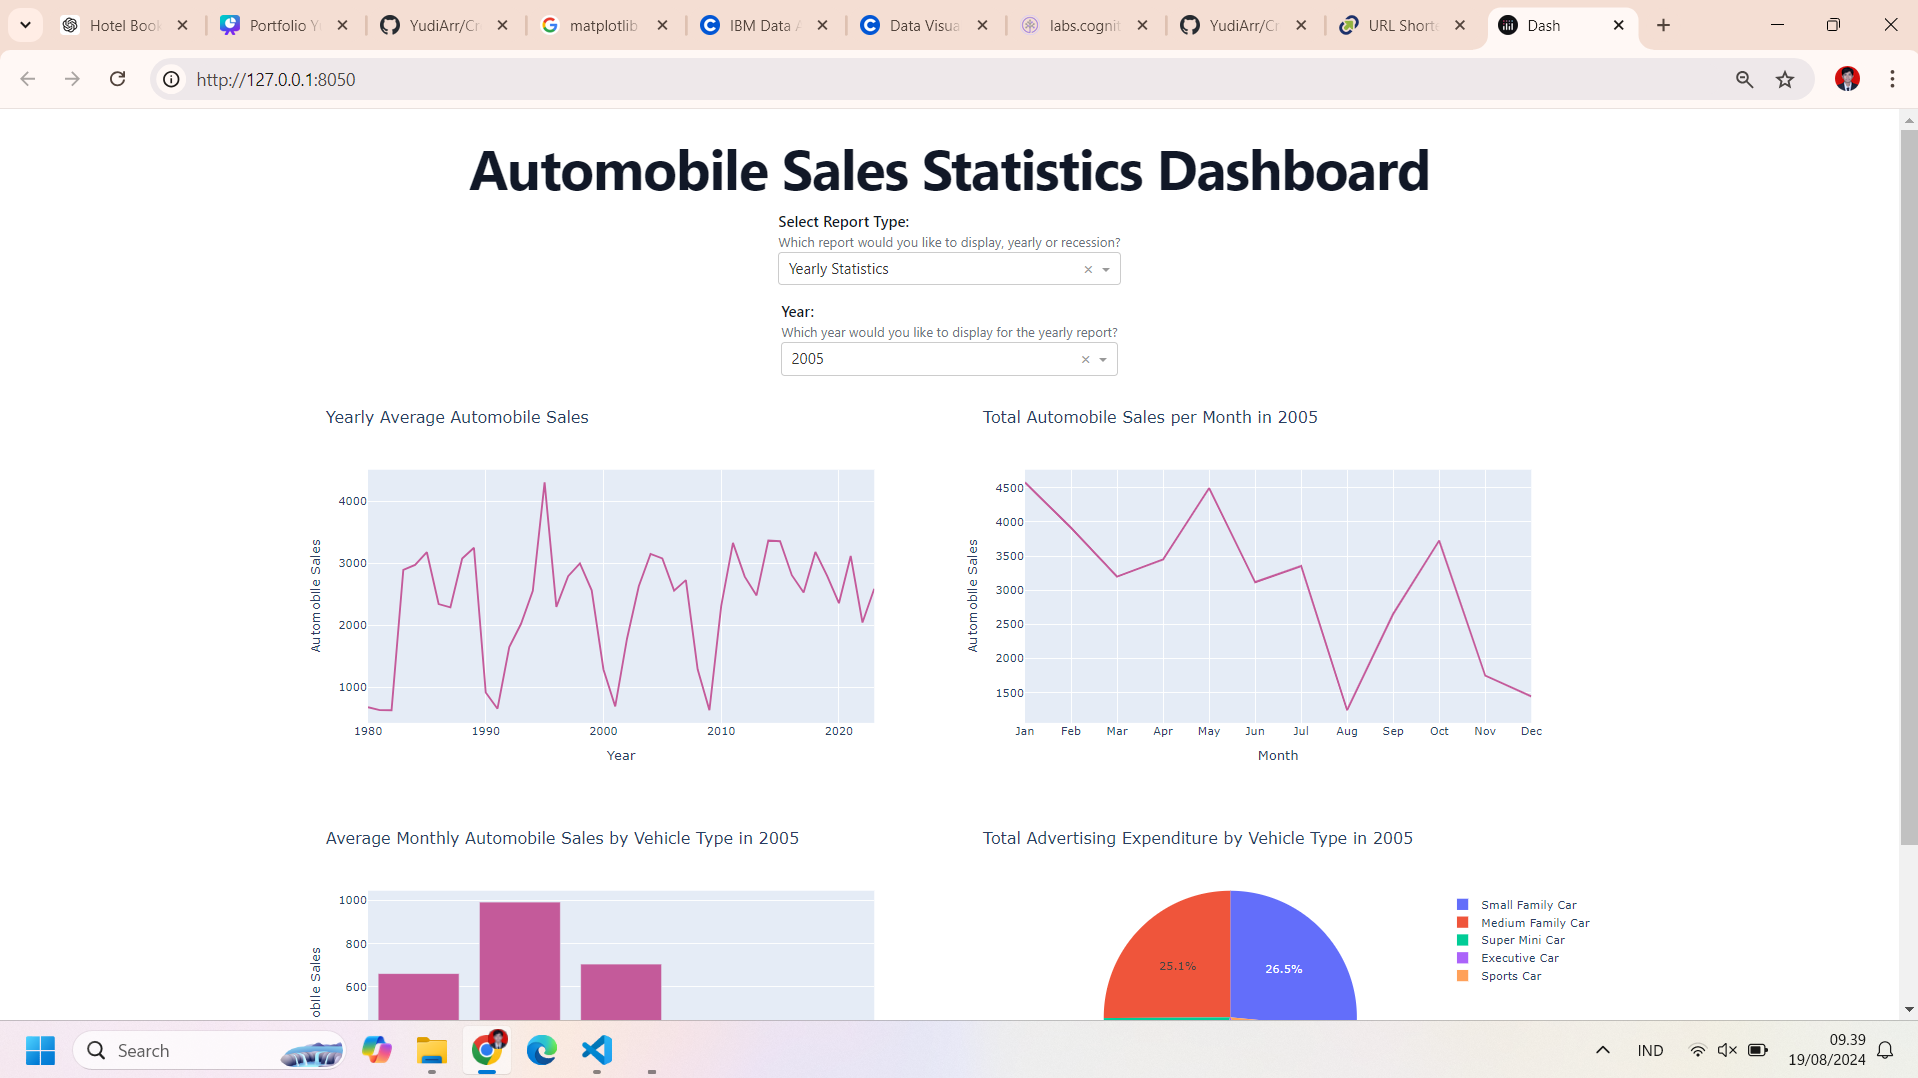 Hotel Book
Portfolio Y
YudiArr/Cr
matplotlib
IBM Data A
Data Visua
labs.cognit
YudiArr/Cr
URL Shorte
Dash
http://127.0.0.1:8050
Automobile Sales Statistics Dashboard
Select Report Type:
Which report would you like to display, yearly or recession?
Yearly Statistics
Year:
Which year would you like to display for the yearly report?
2005
Yearly Average Automobile Sales
Automobile Sales
4000
3000
2000
1000
1980 1990 2000 2010 2020
Year
Total Automobile Sales per Month in 2005
Automobile Sales
4500
4000
3500
3000
2500
2000
1500
Jan Feb Mar Apr May Jun Jul Aug Sep Oct Nov Dec
Month
Average Monthly Automobile Sales by Vehicle Type in 2005
obile Sales
1000
800
600
Total Advertising Expenditure by Vehicle Type in 2005
25.1%
26.5%
Small Family Car
Medium Family Car
Super Mini Car
Executive Car
Sports Car
Search
IND
09.39
19/08/2024